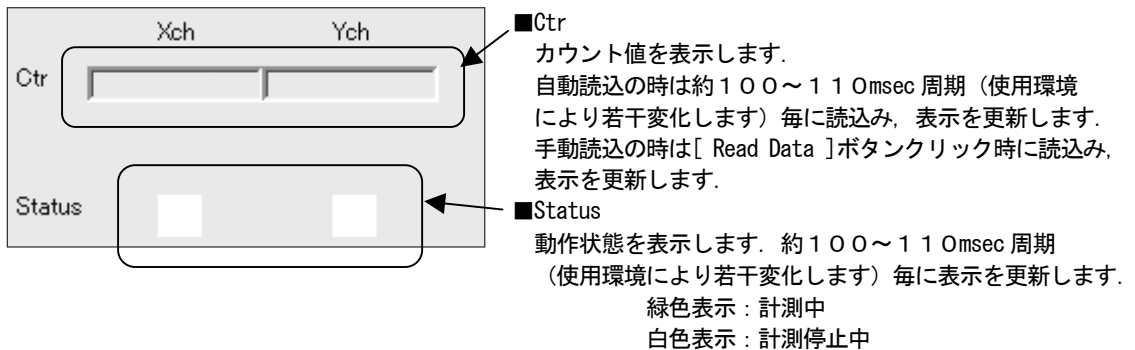 Xch Ych
Ctr
Status
■Ctr
カウント値を表示します.
自動読込の時は約１００～１１０msec 周期（使用環境
により若干変化します）毎に読込み, 表示を更新します.
手動読込の時は[ Read Data ]ボタンクリック時に読込み,
表示を更新します.
■Status
動作状態を表示します. 約１００～１１０msec 周期
（使用環境により若干変化します）毎に表示を更新します.
緑色表示：計測中
白色表示：計測停止中